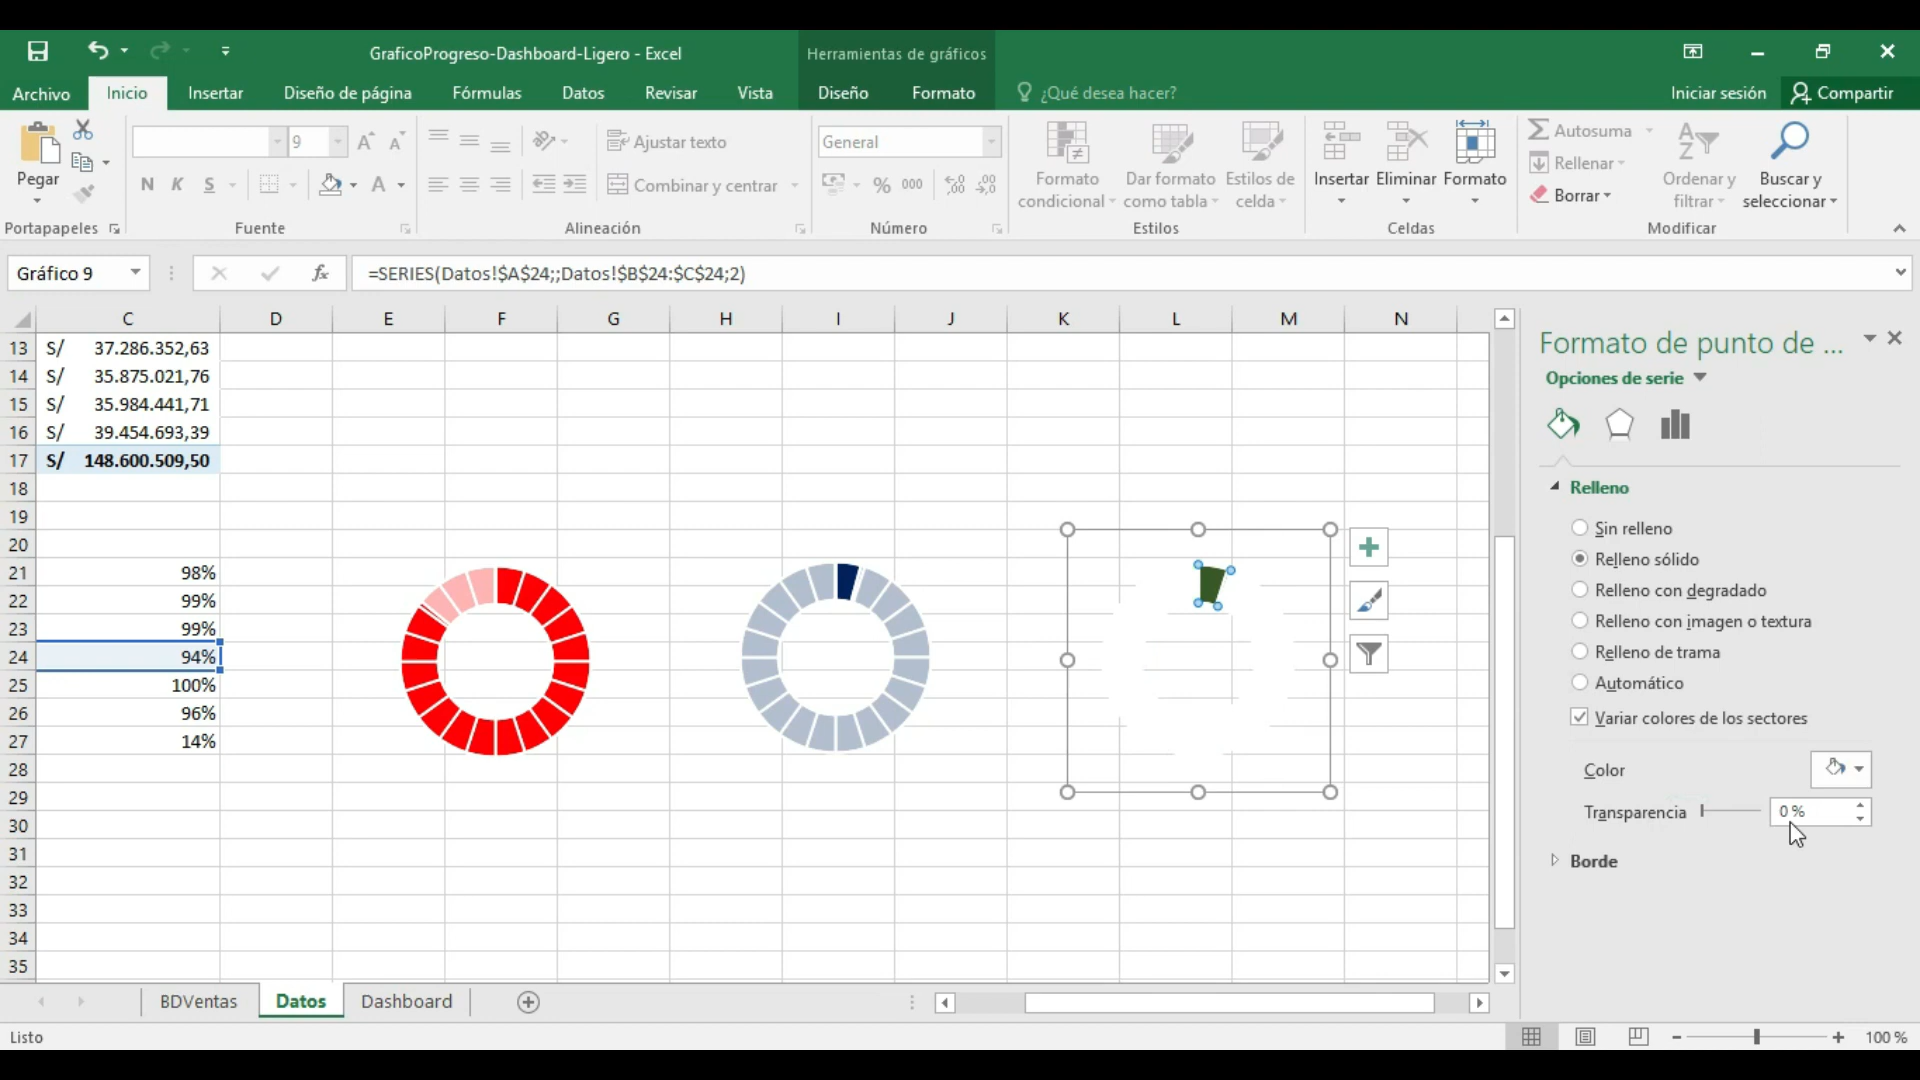 GraficoProgreso-Dashboard-Ligero - Excel
Herramientas de gráficos
Archivo Inicio Insertar Diseño de página Fórmulas Datos Revisar Vista Diseño Formato ¿Qué desea hacer? Iniciar sesión Compartir
Pegar
Portapapeles
9
N K S A
Fuente
Ajustar texto
Combinar y centrar
Alineación
General
% 000
Número
Formato condicional
Dar formato como tabla
Estilos de celda
Estilos
Insertar Eliminar Formato
Celdas
Autosuma
Rellenar
Borrar
Ordenar y filtrar
Buscar y seleccionar
Modificar
Gráfico 9 fx =SERIES(Datos!$A$24;;Datos!$B$24:$C$24;2)
C D E F G H I J K L M N
13 S/ 37.286.352,63
14 S/ 35.875.021,76
15 S/ 35.984.441,71
16 S/ 39.454.693,39
17 S/ 148.600.509,50
18
19
20
21 98%
22 99%
23 99%
24 94%
25 100%
26 96%
27 14%
28
29
30
31
32
33
34
35
Formato de punto de ...
Opciones de serie
Relleno
Sin relleno
Relleno sólido
Relleno con degradado
Relleno con imagen o textura
Relleno de trama
Automático
Variar colores de los sectores
Color
Transparencia 0 %
Borde
BDVentas Datos Dashboard
Listo
100 %